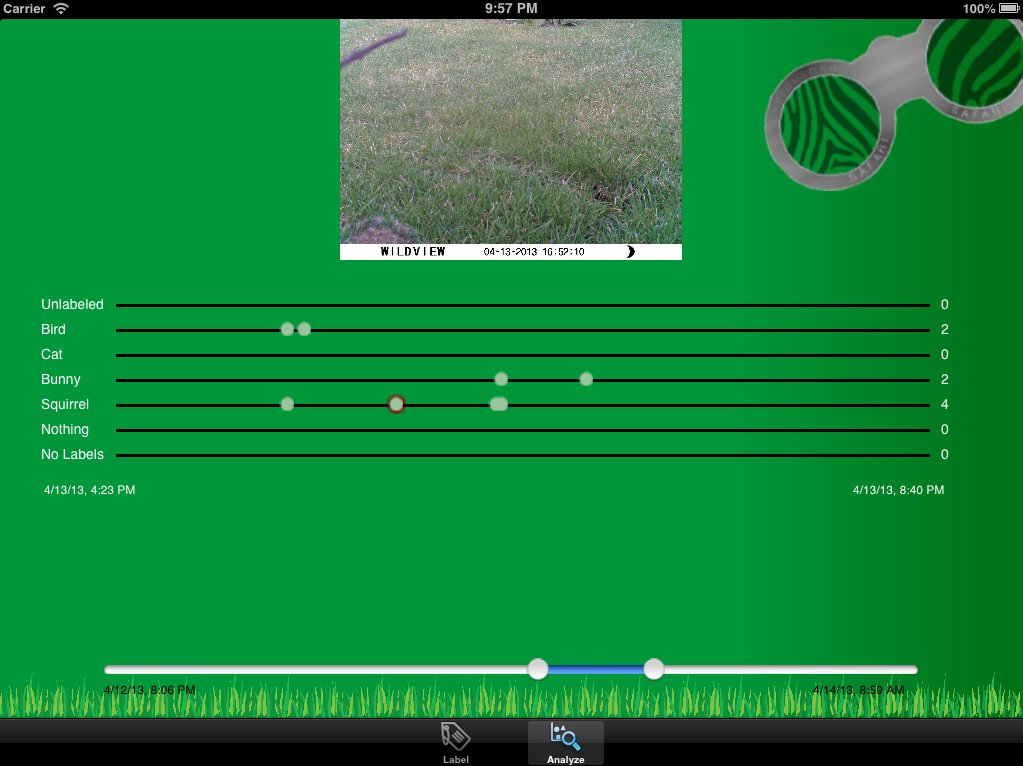 Carrier 9:57 PM 100%
SAFARI
SAFARI
WILDVIEW 04-13-2013 16:52:10
Unlabeled 0
Bird 2
Cat 0
Bunny 2
Squirrel 4
Nothing 0
No Labels 0
4/13/13, 4:23 PM 4/13/13, 8:40 PM
4/12/13, 8:06 PM 4/14/13, 8:59 AM
Label Analyze